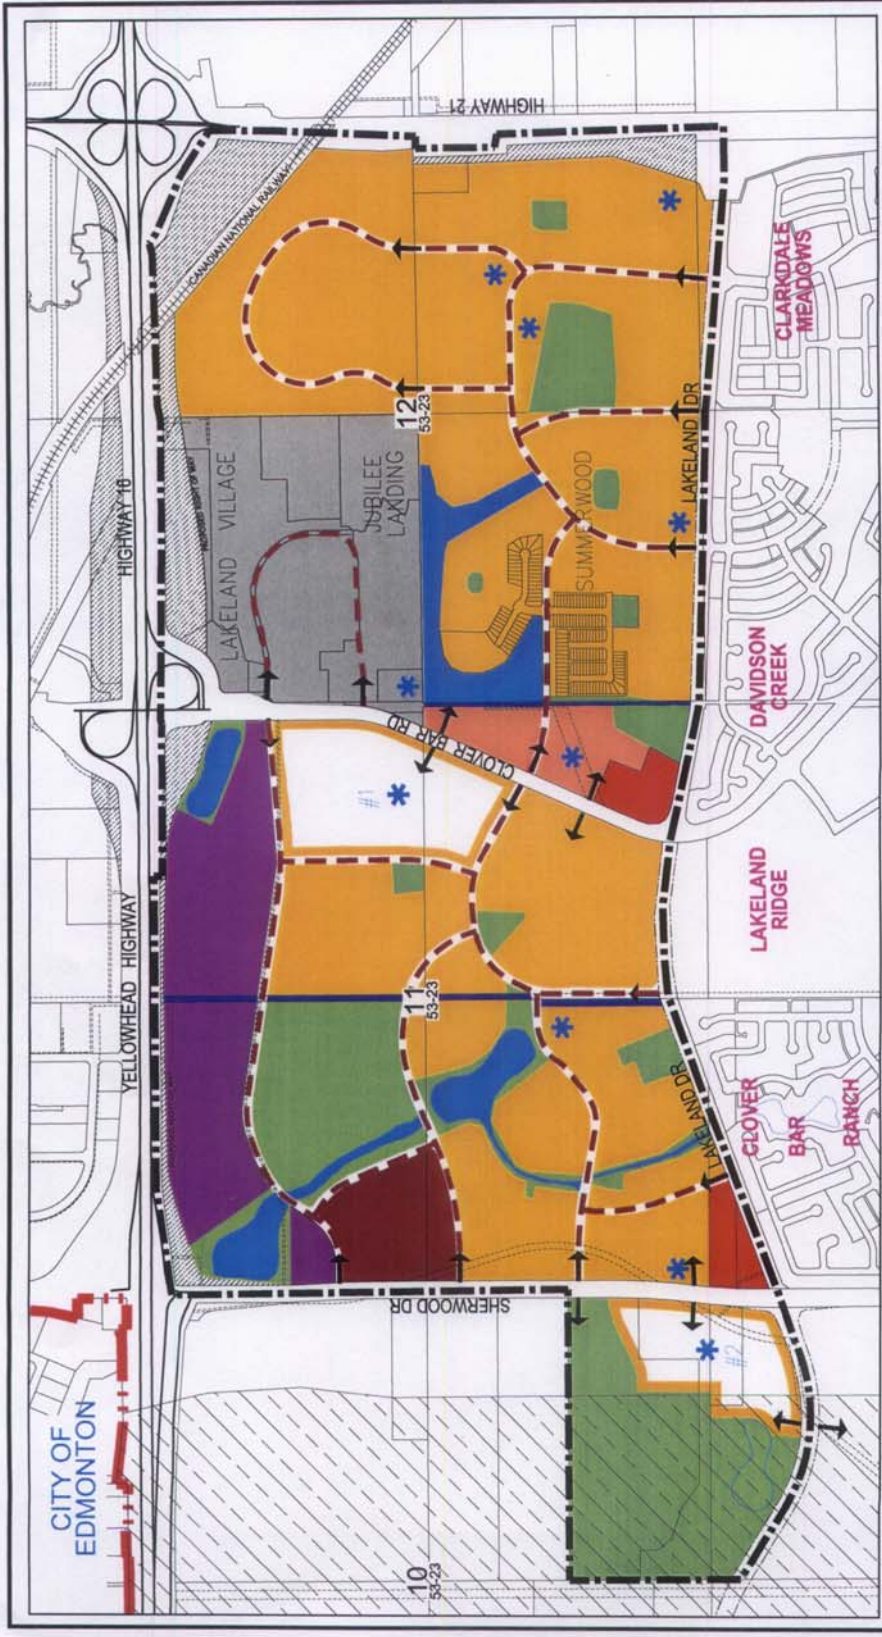 CITY OF
EDMONTON
YELLOWHEAD HIGHWAY
HIGHWAY 16
CANADIAN NATIONAL RAILWAY
HIGHWAY 21
LAKELAND VILLAGE
JUBILEE
LANDING
12
53-23
SUMMERWOOD
LAKELAND DR
CLOVER BAR RD
#1
11
53-23
SHERWOOD DR
LAKELAND DR
#2
10
53-23
CLOVER
BAR
RANCH
LAKELAND
RIDGE
DAVIDSON
CREEK
CLARKDALE
MEADOWS